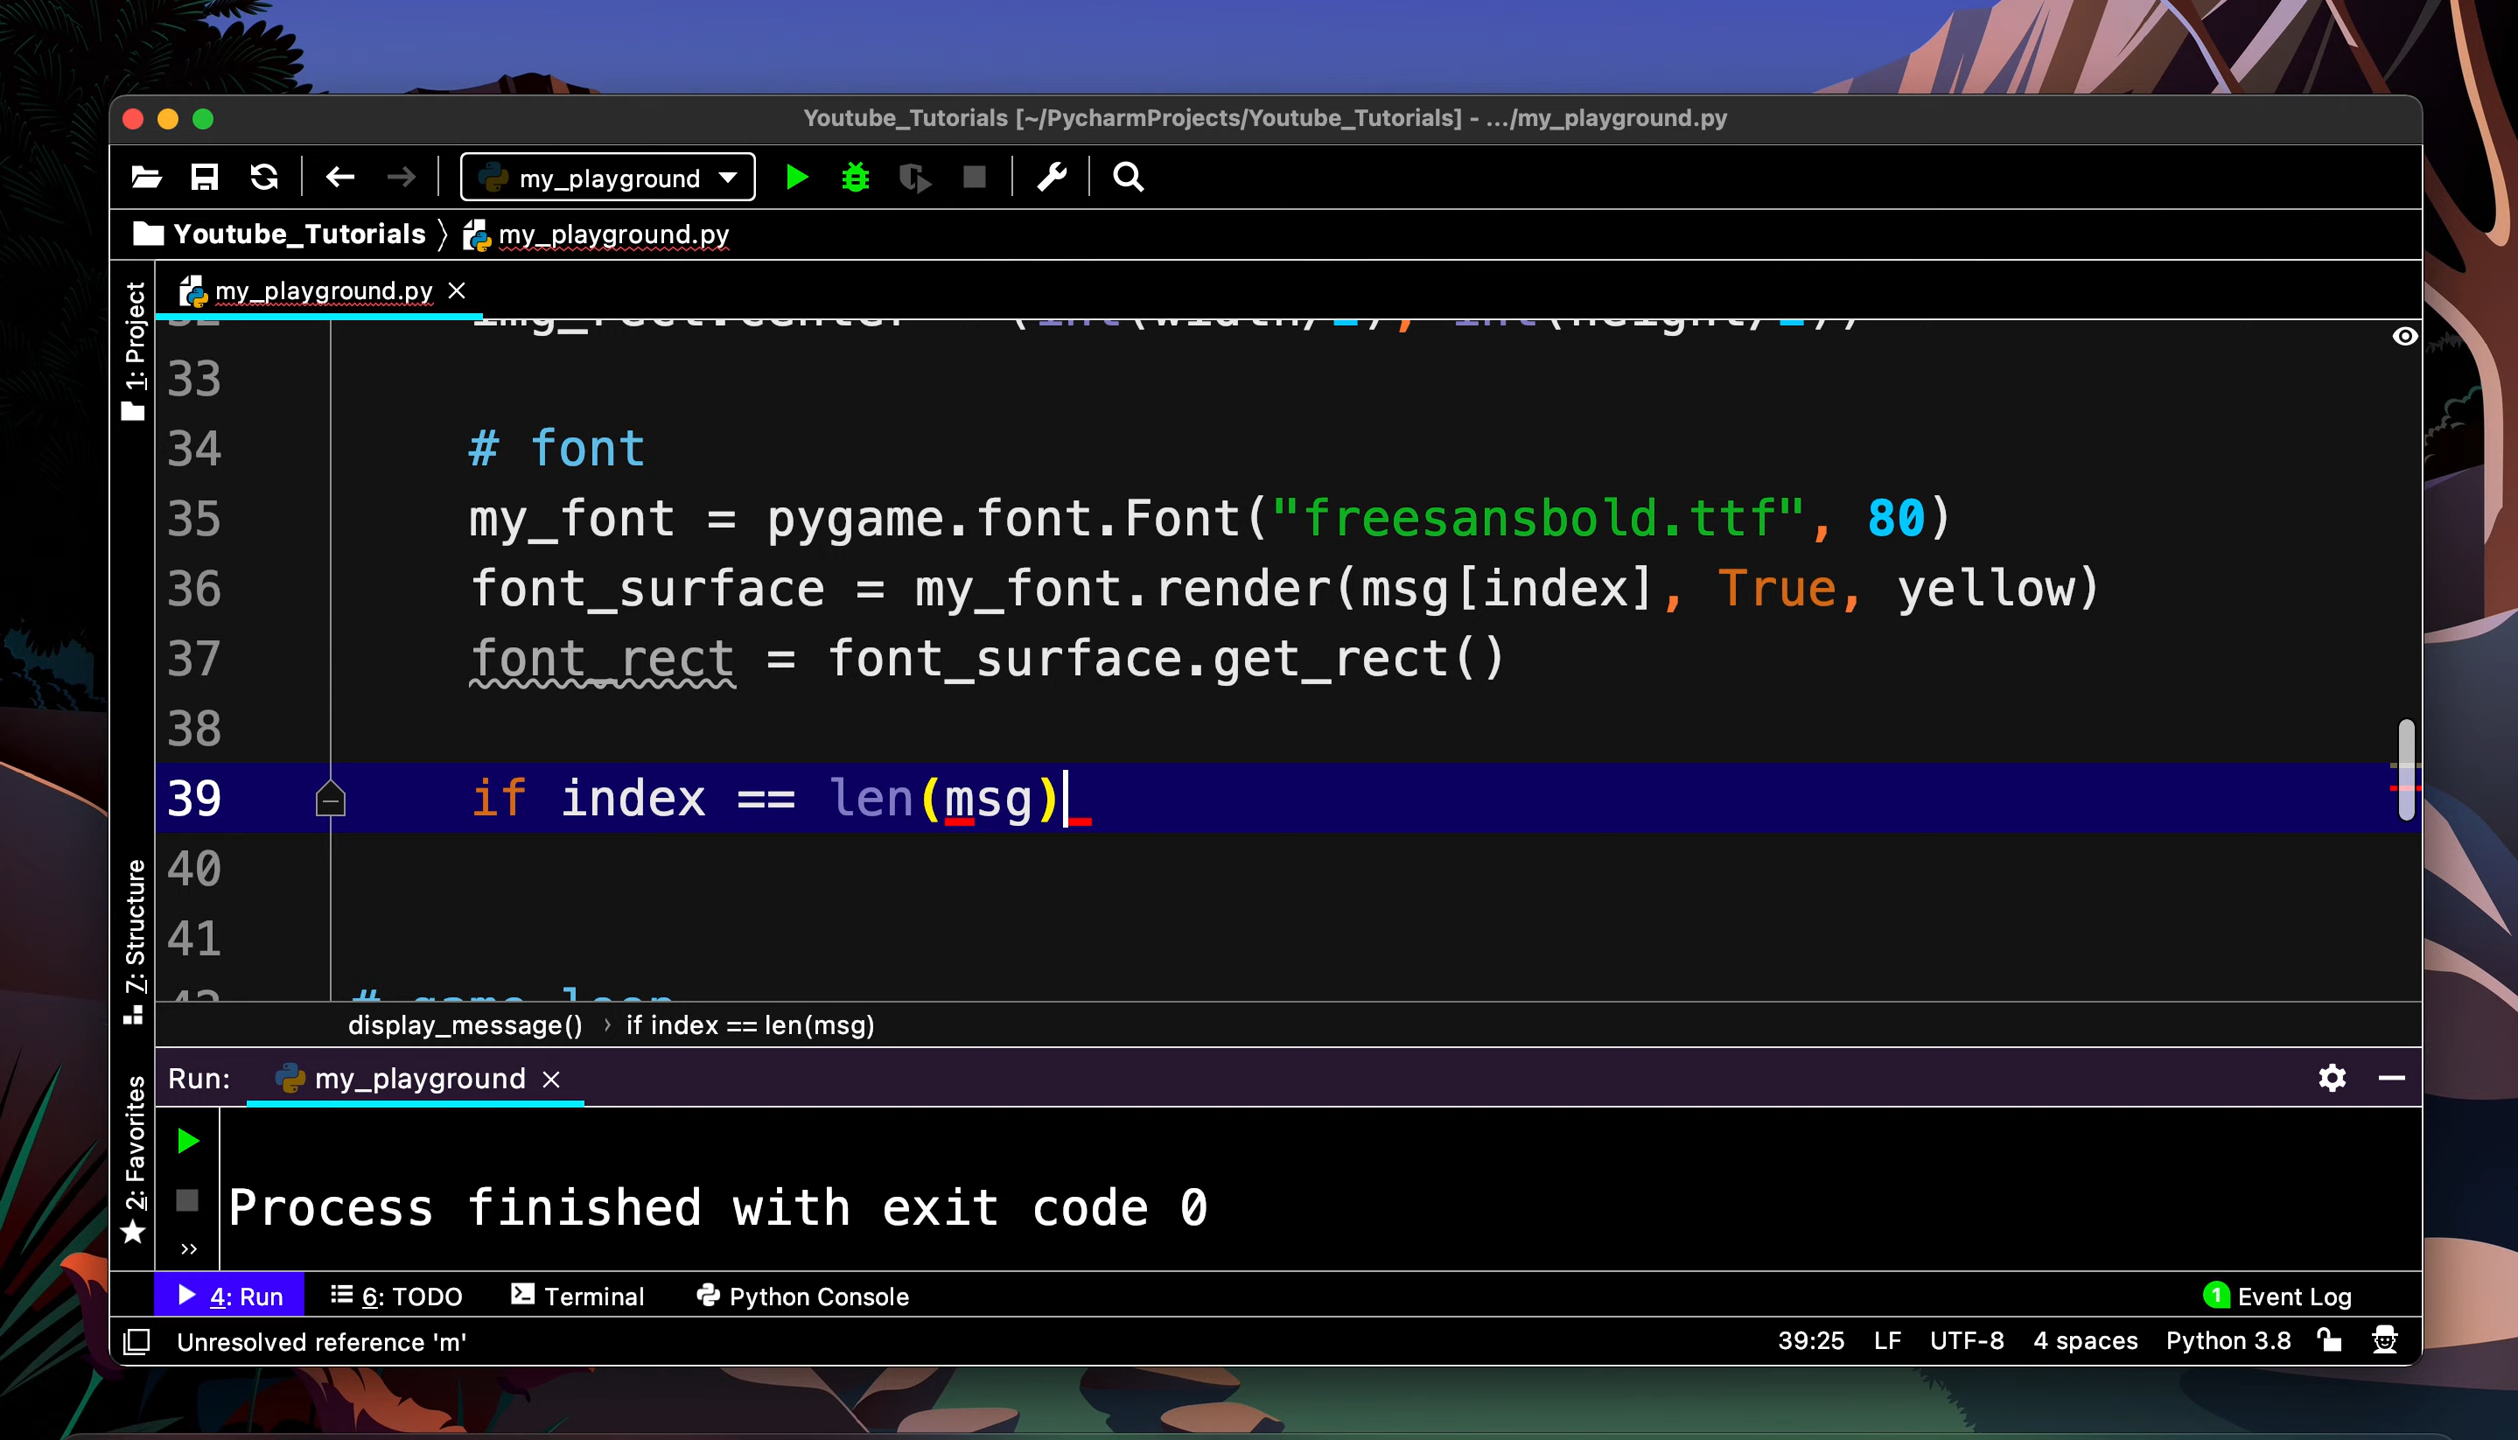 Youtube_Tutorials [~/PycharmProjects/Youtube_Tutorials] - .../my_playground.py
my_playground
Youtube_Tutorials 〉 my_playground.py
my_playground.py
1: Project
33
34 # font
35 my_font = pygame.font.Font("freesansbold.ttf", 80)
36 font_surface = my_font.render(msg[index], True, yellow)
37 font_rect = font_surface.get_rect()
38
39 if index == len(msg)
40
41
# game loop
7: Structure
display_message() › if index == len(msg)
Run: my_playground
2: Favorites
Process finished with exit code 0
4: Run 6: TODO Terminal Python Console 1 Event Log
Unresolved reference 'm' 39:25 LF UTF-8 4 spaces Python 3.8